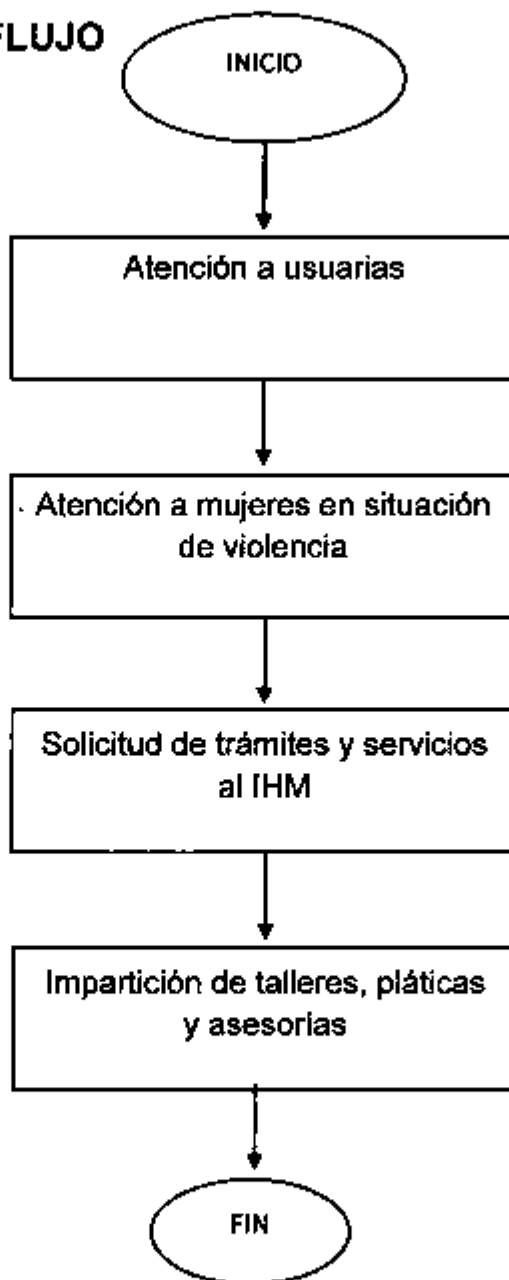 FLUJO
INICIO
Atención a usuarias
Atención a mujeres en situación
de violencia
Solicitud de trámites y servicios
al IHM
Impartición de talleres, pláticas
y asesorías
FIN